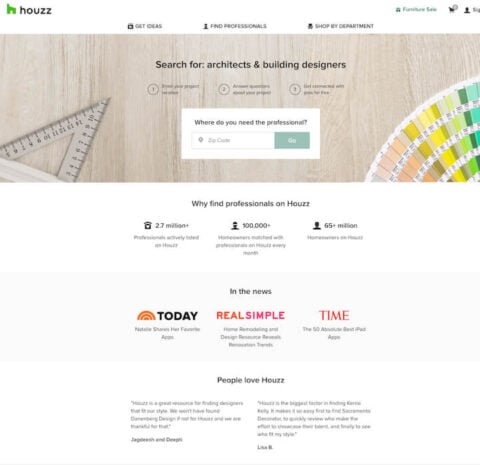 houzz
Furniture Sale
0
Sig
GET IDEAS
FIND PROFESSIONALS
SHOP BY DEPARTMENT
Search for: architects & building designers
1 Enter your project
location
2 Answer questions
about your project
3 Get connected with
pros for free
Where do you need the professional?
Zip Code
Go
Why find professionals on Houzz
2.7 million+
Professionals actively listed
on Houzz
100,000+
Homeowners matched with
professionals on Houzz every
month
65+ million
Homeowners on Houzz
In the news
TODAY
Natalie Shares Her Favorite
Apps
REALSIMPLE
Home Remodeling and
Design Resource Reveals
Renovation Trends
TIME
The 50 Absolute Best iPad
Apps
People love Houzz
"Houzz is a great resource for finding designers
that fit our style. We won't have found
Danenberg Design if not for Houzz and we are
thankful for that."
Jagdeesh and Deepti
"Houzz is the biggest factor in finding Kerrie
Kelly. It makes it so easy first to find Sacramento
Decorator, to quickly review who make the
effort to showcase their talent, and finally to see
who fit my style."
Lisa B.